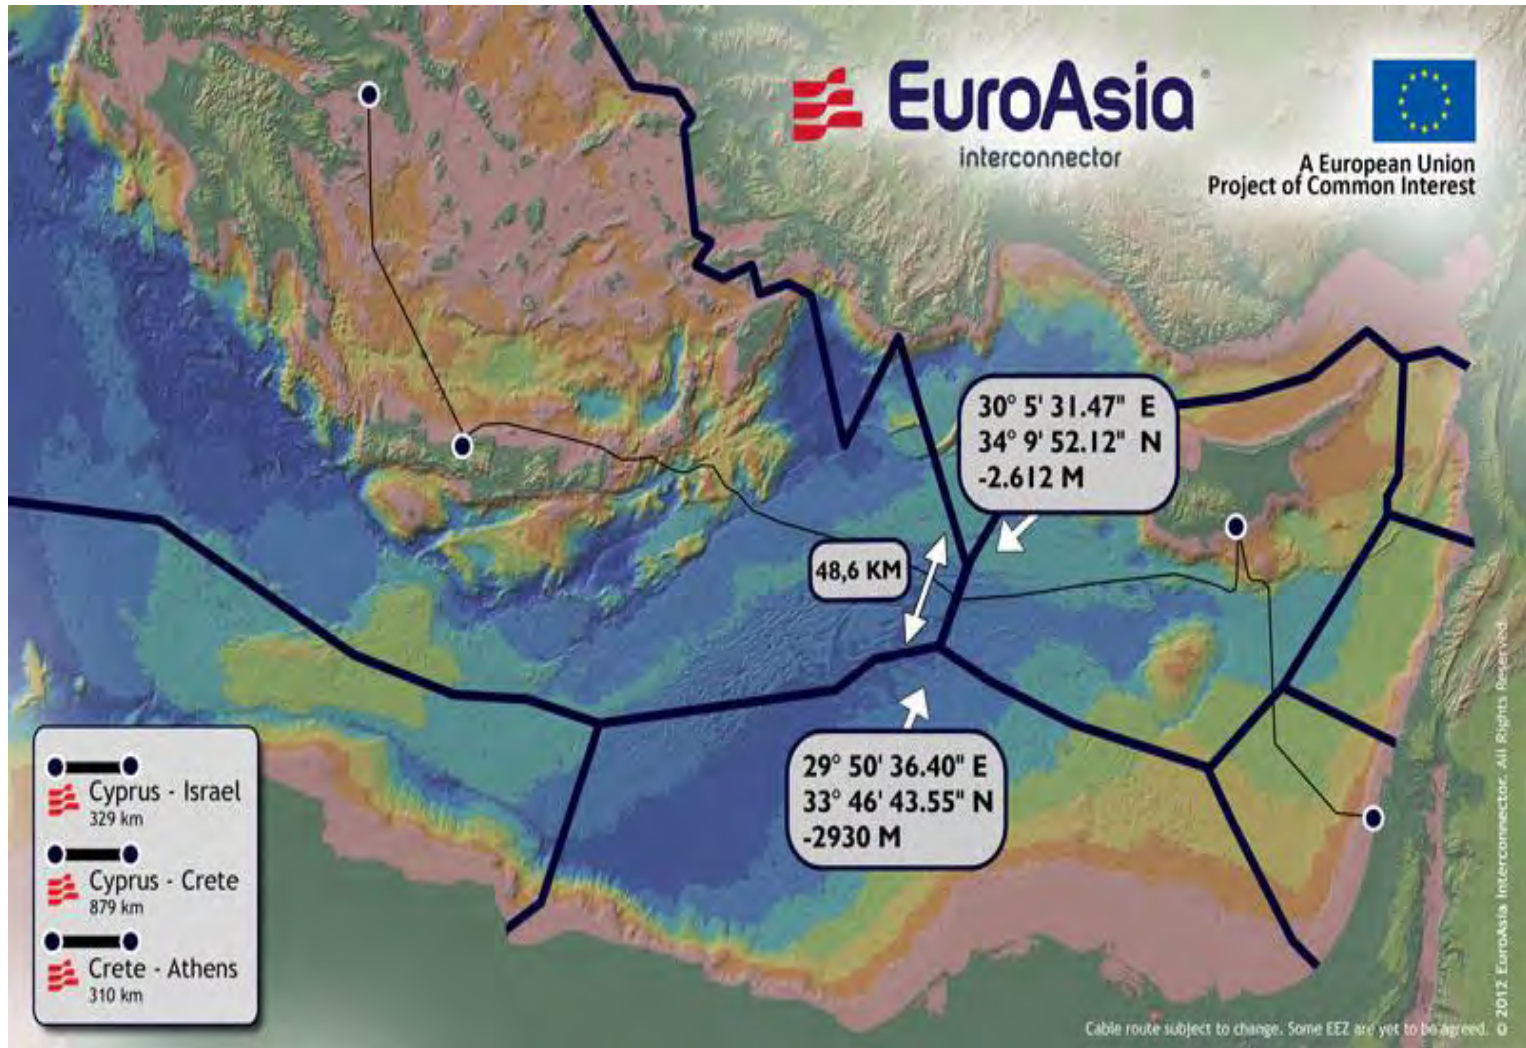 EuroAsia®
interconnector
A European Union
Project of Common Interest
30° 5' 31.47" E
34° 9' 52.12" N
-2.612 M
48,6 KM
29° 50' 36.40" E
33° 46' 43.55" N
-2930 M
Cyprus - Israel
329 km
Cyprus - Crete
879 km
Crete - Athens
310 km
Cable route subject to change. Some EEZ are yet to be agreed.
© 2012 EuroAsia Interconnector. All Rights Reserved.